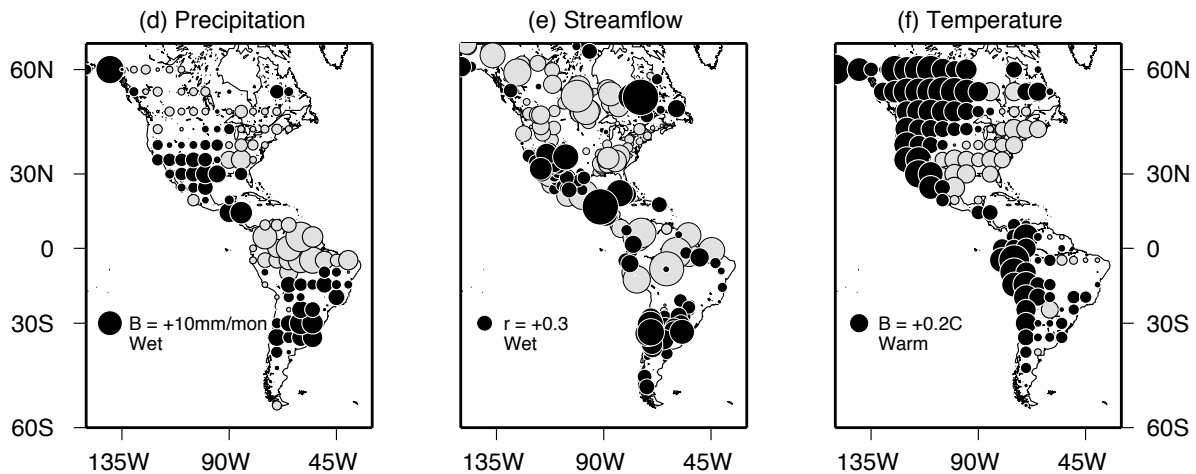 (d) Precipitation
(e) Streamflow
(f) Temperature
60N
60N
30N
30N
0
0
B = +10mm/mon
Wet
r = +0.3
Wet
B = +0.2C
Warm
30S
30S
60S
60S
135W 90W 45W
135W 90W 45W
135W 90W 45W